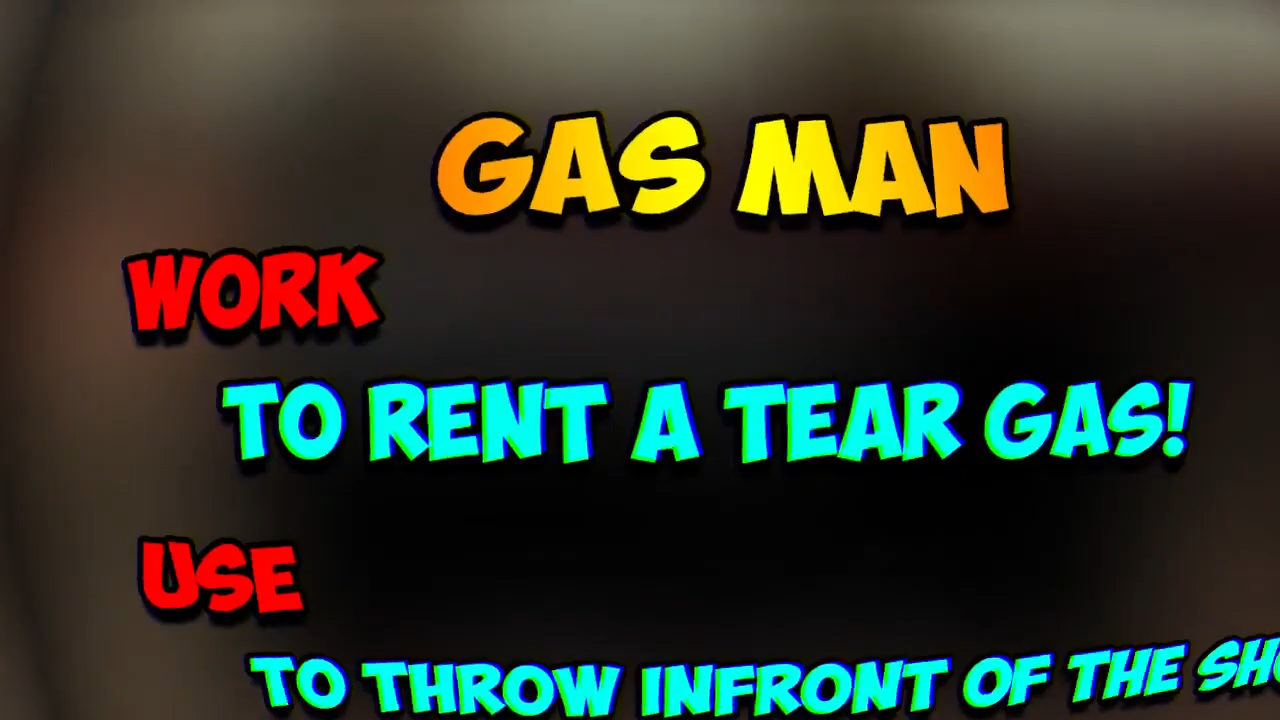 GAS MAN
WORK
TO RENT A TEAR GAS!
USE
TO THROW INFRONT OF THE